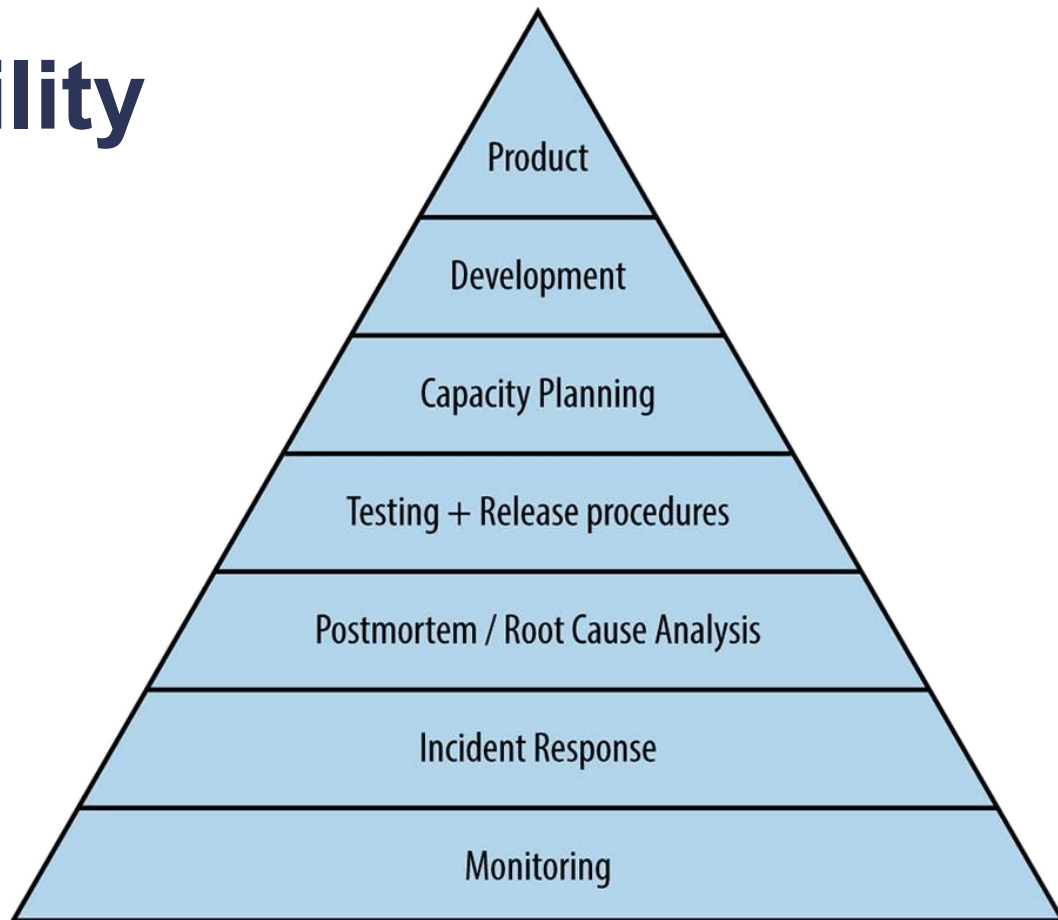 ility
Product
Development
Capacity Planning
Testing + Release procedures
Postmortem / Root Cause Analysis
Incident Response
Monitoring